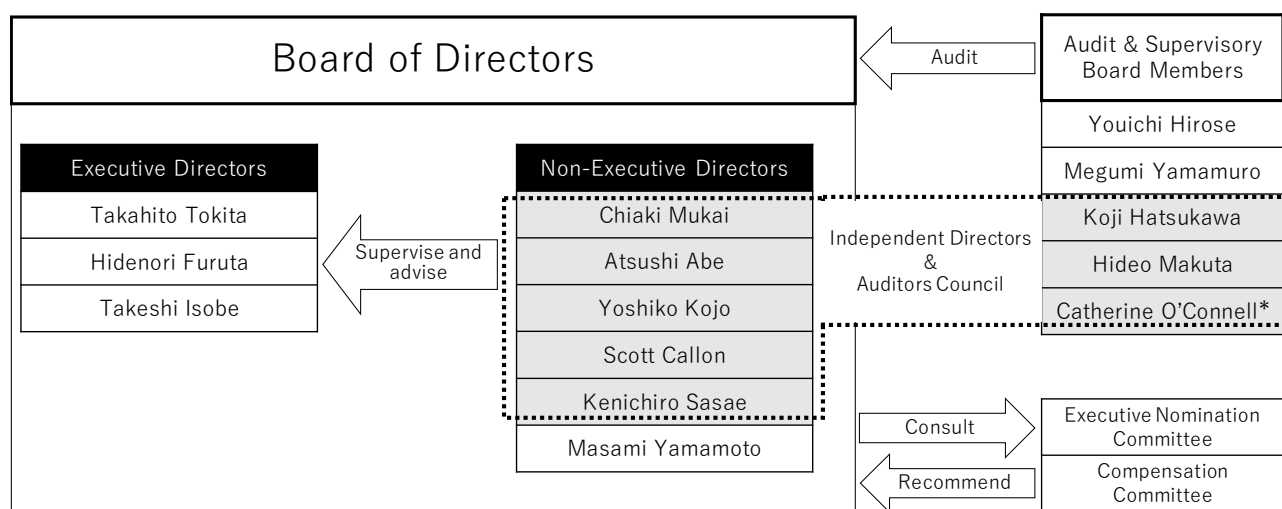 Board of Directors
Audit
Audit & Supervisory
Board Members
Youichi Hirose
Megumi Yamamuro
Koji Hatsukawa
Hideo Makuta
Catherine O’Connell*
Executive Directors
Takahito Tokita
Hidenori Furuta
Takeshi Isobe
Supervise and
advise
Non-Executive Directors
Chiaki Mukai
Atsushi Abe
Yoshiko Kojo
Scott Callon
Kenichiro Sasae
Masami Yamamoto
Independent Directors
&
Auditors Council
Consult
Recommend
Executive Nomination
Committee
Compensation
Committee